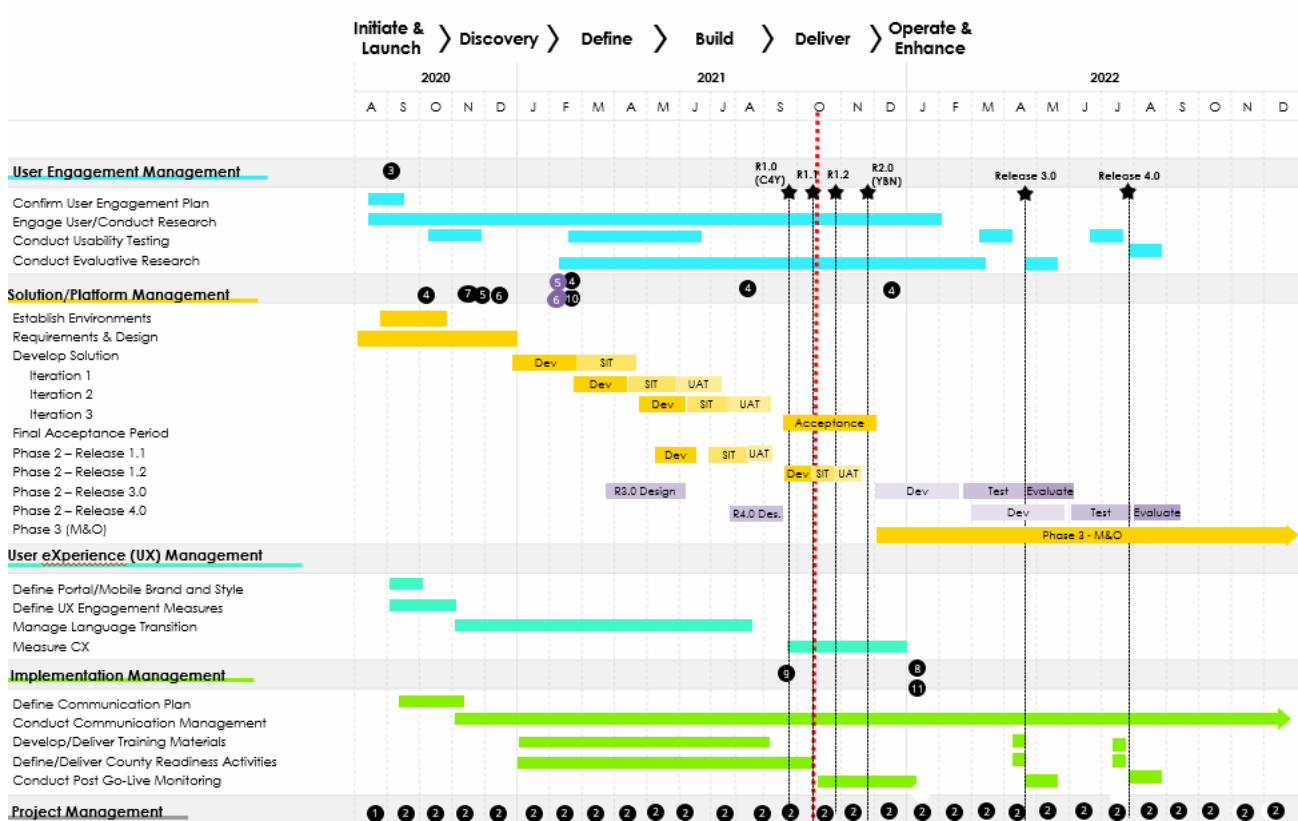 Initiate & Launch > Discovery > Define > Build > Deliver > Operate & Enhance
2020 2021 2022
A S O N D J F M A M J J A S O N D J F M A M J J A S O N D
User Engagement Management 3
R1.0 (C4Y) R1.1 R1.2 R2.0 (YBN) Release 3.0 Release 4.0
Confirm User Engagement Plan
Engage User/Conduct Research
Conduct Usability Testing
Conduct Evaluative Research
Solution/Platform Management 4 7 5 6 5 4 6 10 4 4
Establish Environments
Requirements & Design
Develop Solution Dev SIT
Iteration 1 Dev SIT UAT
Iteration 2 Dev SIT UAT
Iteration 3
Final Acceptance Period Acceptance
Phase 2 – Release 1.1 Dev SIT UAT
Phase 2 – Release 1.2 Dev SIT UAT
Phase 2 – Release 3.0 R3.0 Design Dev Test Evaluate
Phase 2 – Release 4.0 R4.0 Des. Dev Test Evaluate
Phase 3 (M&O) Phase 3 - M&O
User eXperience (UX) Management
Define Portal/Mobile Brand and Style
Define UX Engagement Measures
Manage Language Transition
Measure CX
Implementation Management 9 8 11
Define Communication Plan
Conduct Communication Management
Develop/Deliver Training Materials
Define/Deliver County Readiness Activities
Conduct Post Go-Live Monitoring
Project Management 1 2 2 2 2 2 2 2 2 2 2 2 2 2 2 2 2 2 2 2 2 2 2 2 2 2 2 2 2